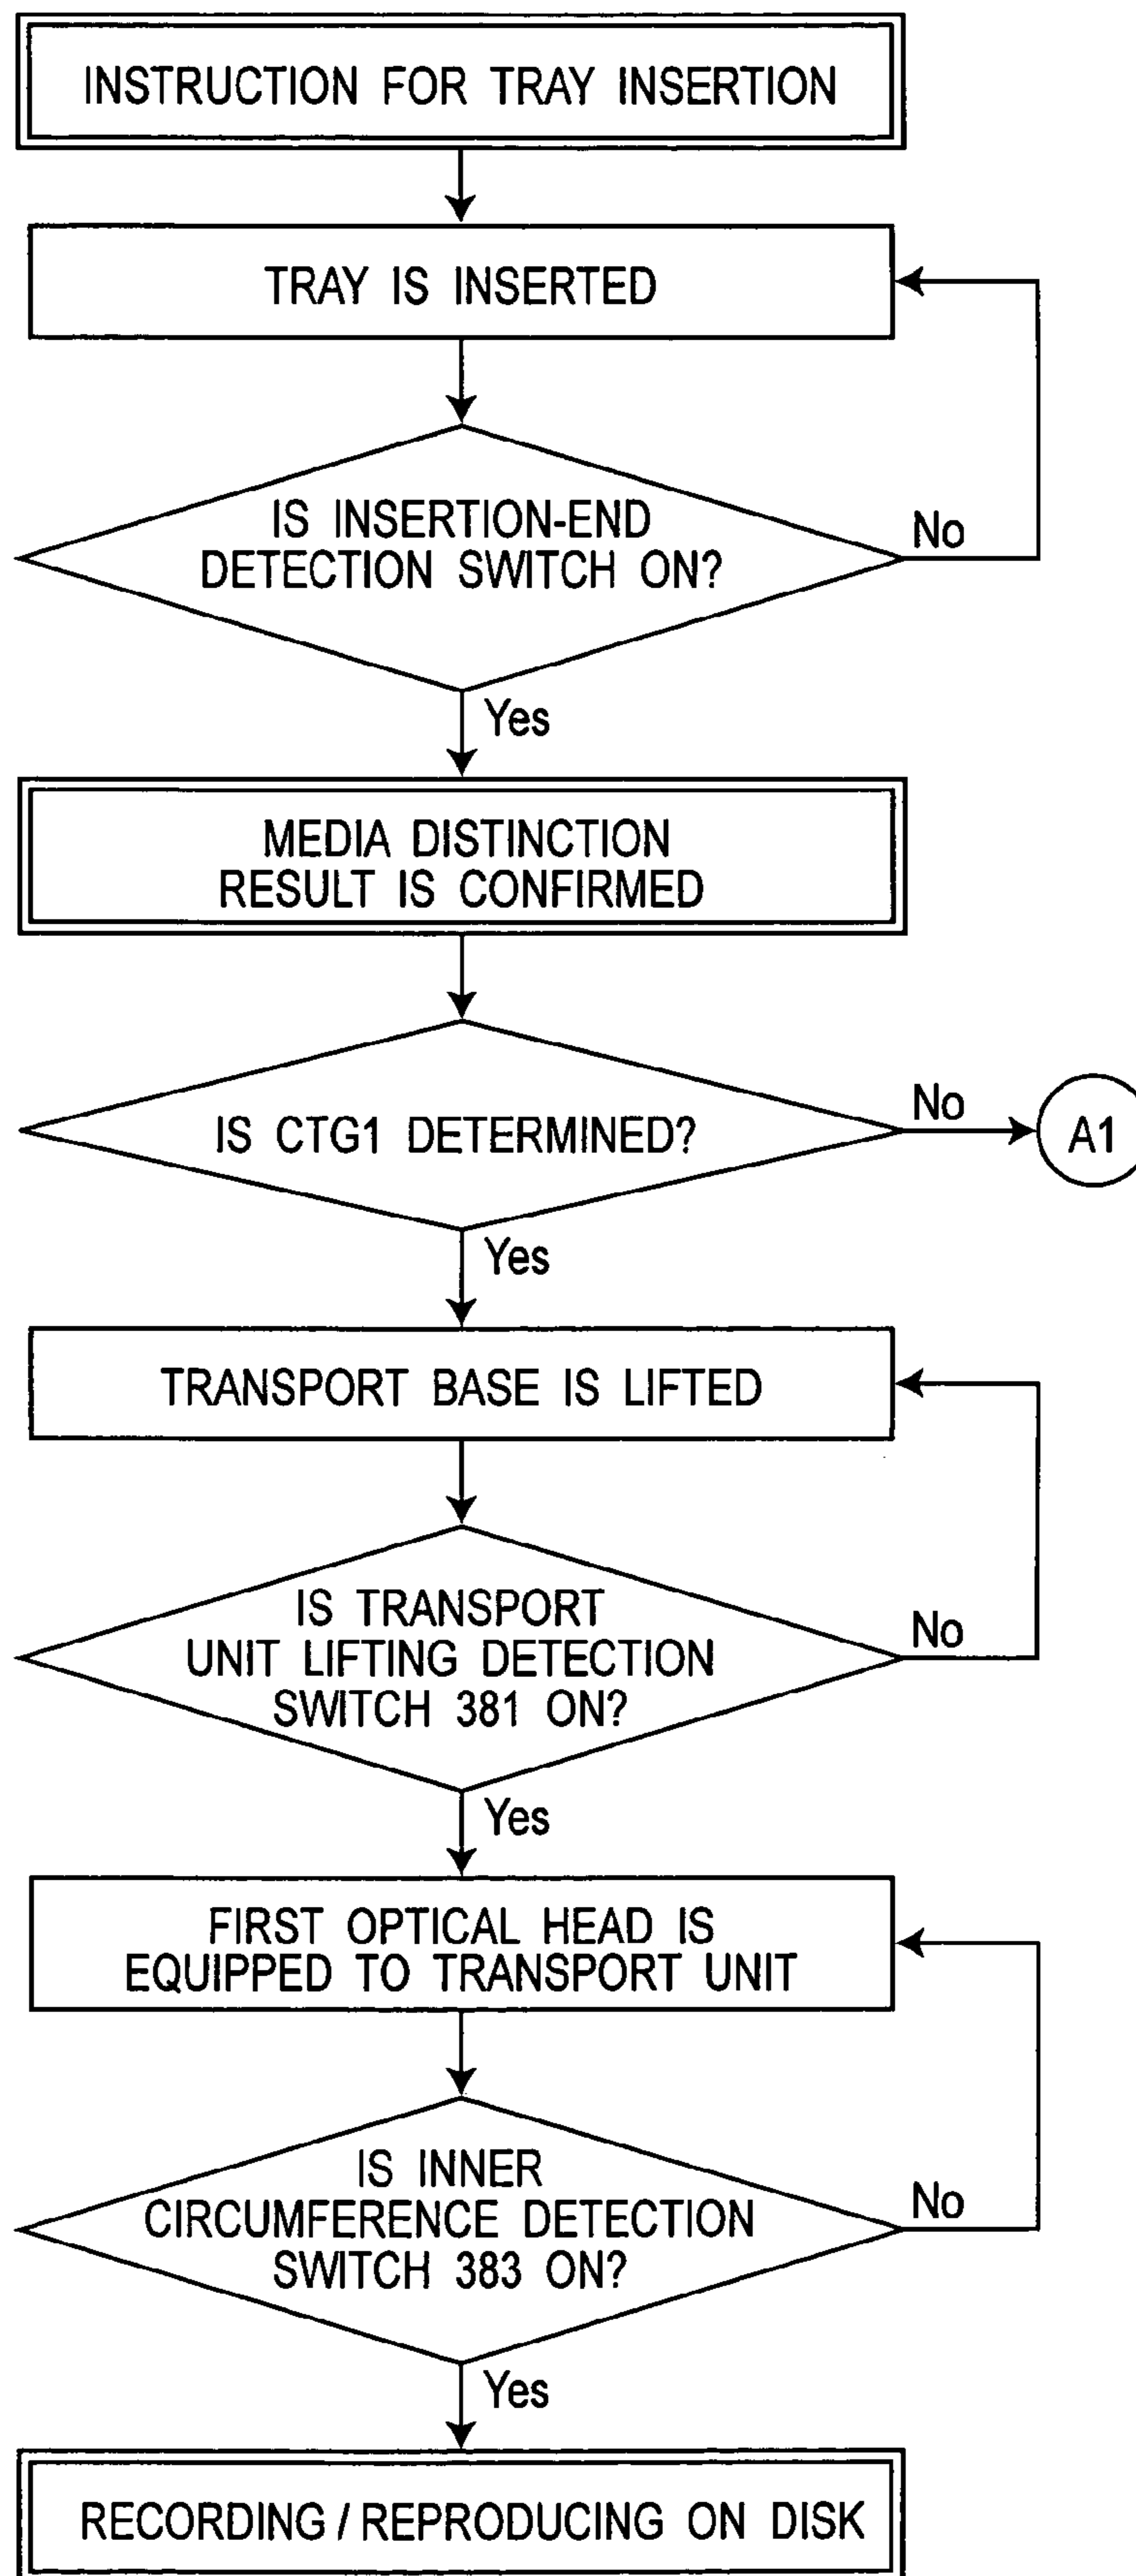 INSTRUCTION FOR TRAY INSERTION
TRAY IS INSERTED
IS INSERTION-END
DETECTION SWITCH ON?
No
Yes
MEDIA DISTINCTION
RESULT IS CONFIRMED
IS CTG1 DETERMINED?
No
A1
Yes
TRANSPORT BASE IS LIFTED
IS TRANSPORT
UNIT LIFTING DETECTION
SWITCH 381 ON?
No
Yes
FIRST OPTICAL HEAD IS
EQUIPPED TO TRANSPORT UNIT
IS INNER
CIRCUMFERENCE DETECTION
SWITCH 383 ON?
No
Yes
RECORDING / REPRODUCING ON DISK